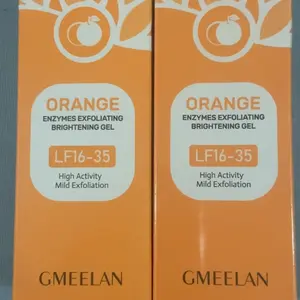 ORANGE
ENZYMES EXFOLIATING
BRIGHTENING GEL
LF16-35
High Activity
Mild Exfoliation
GMEELAN
ORANGE
ENZYMES EXFOLIATING
BRIGHTENING GEL
LF16-35
High Activity
Mild Exfoliation
GMEELAN